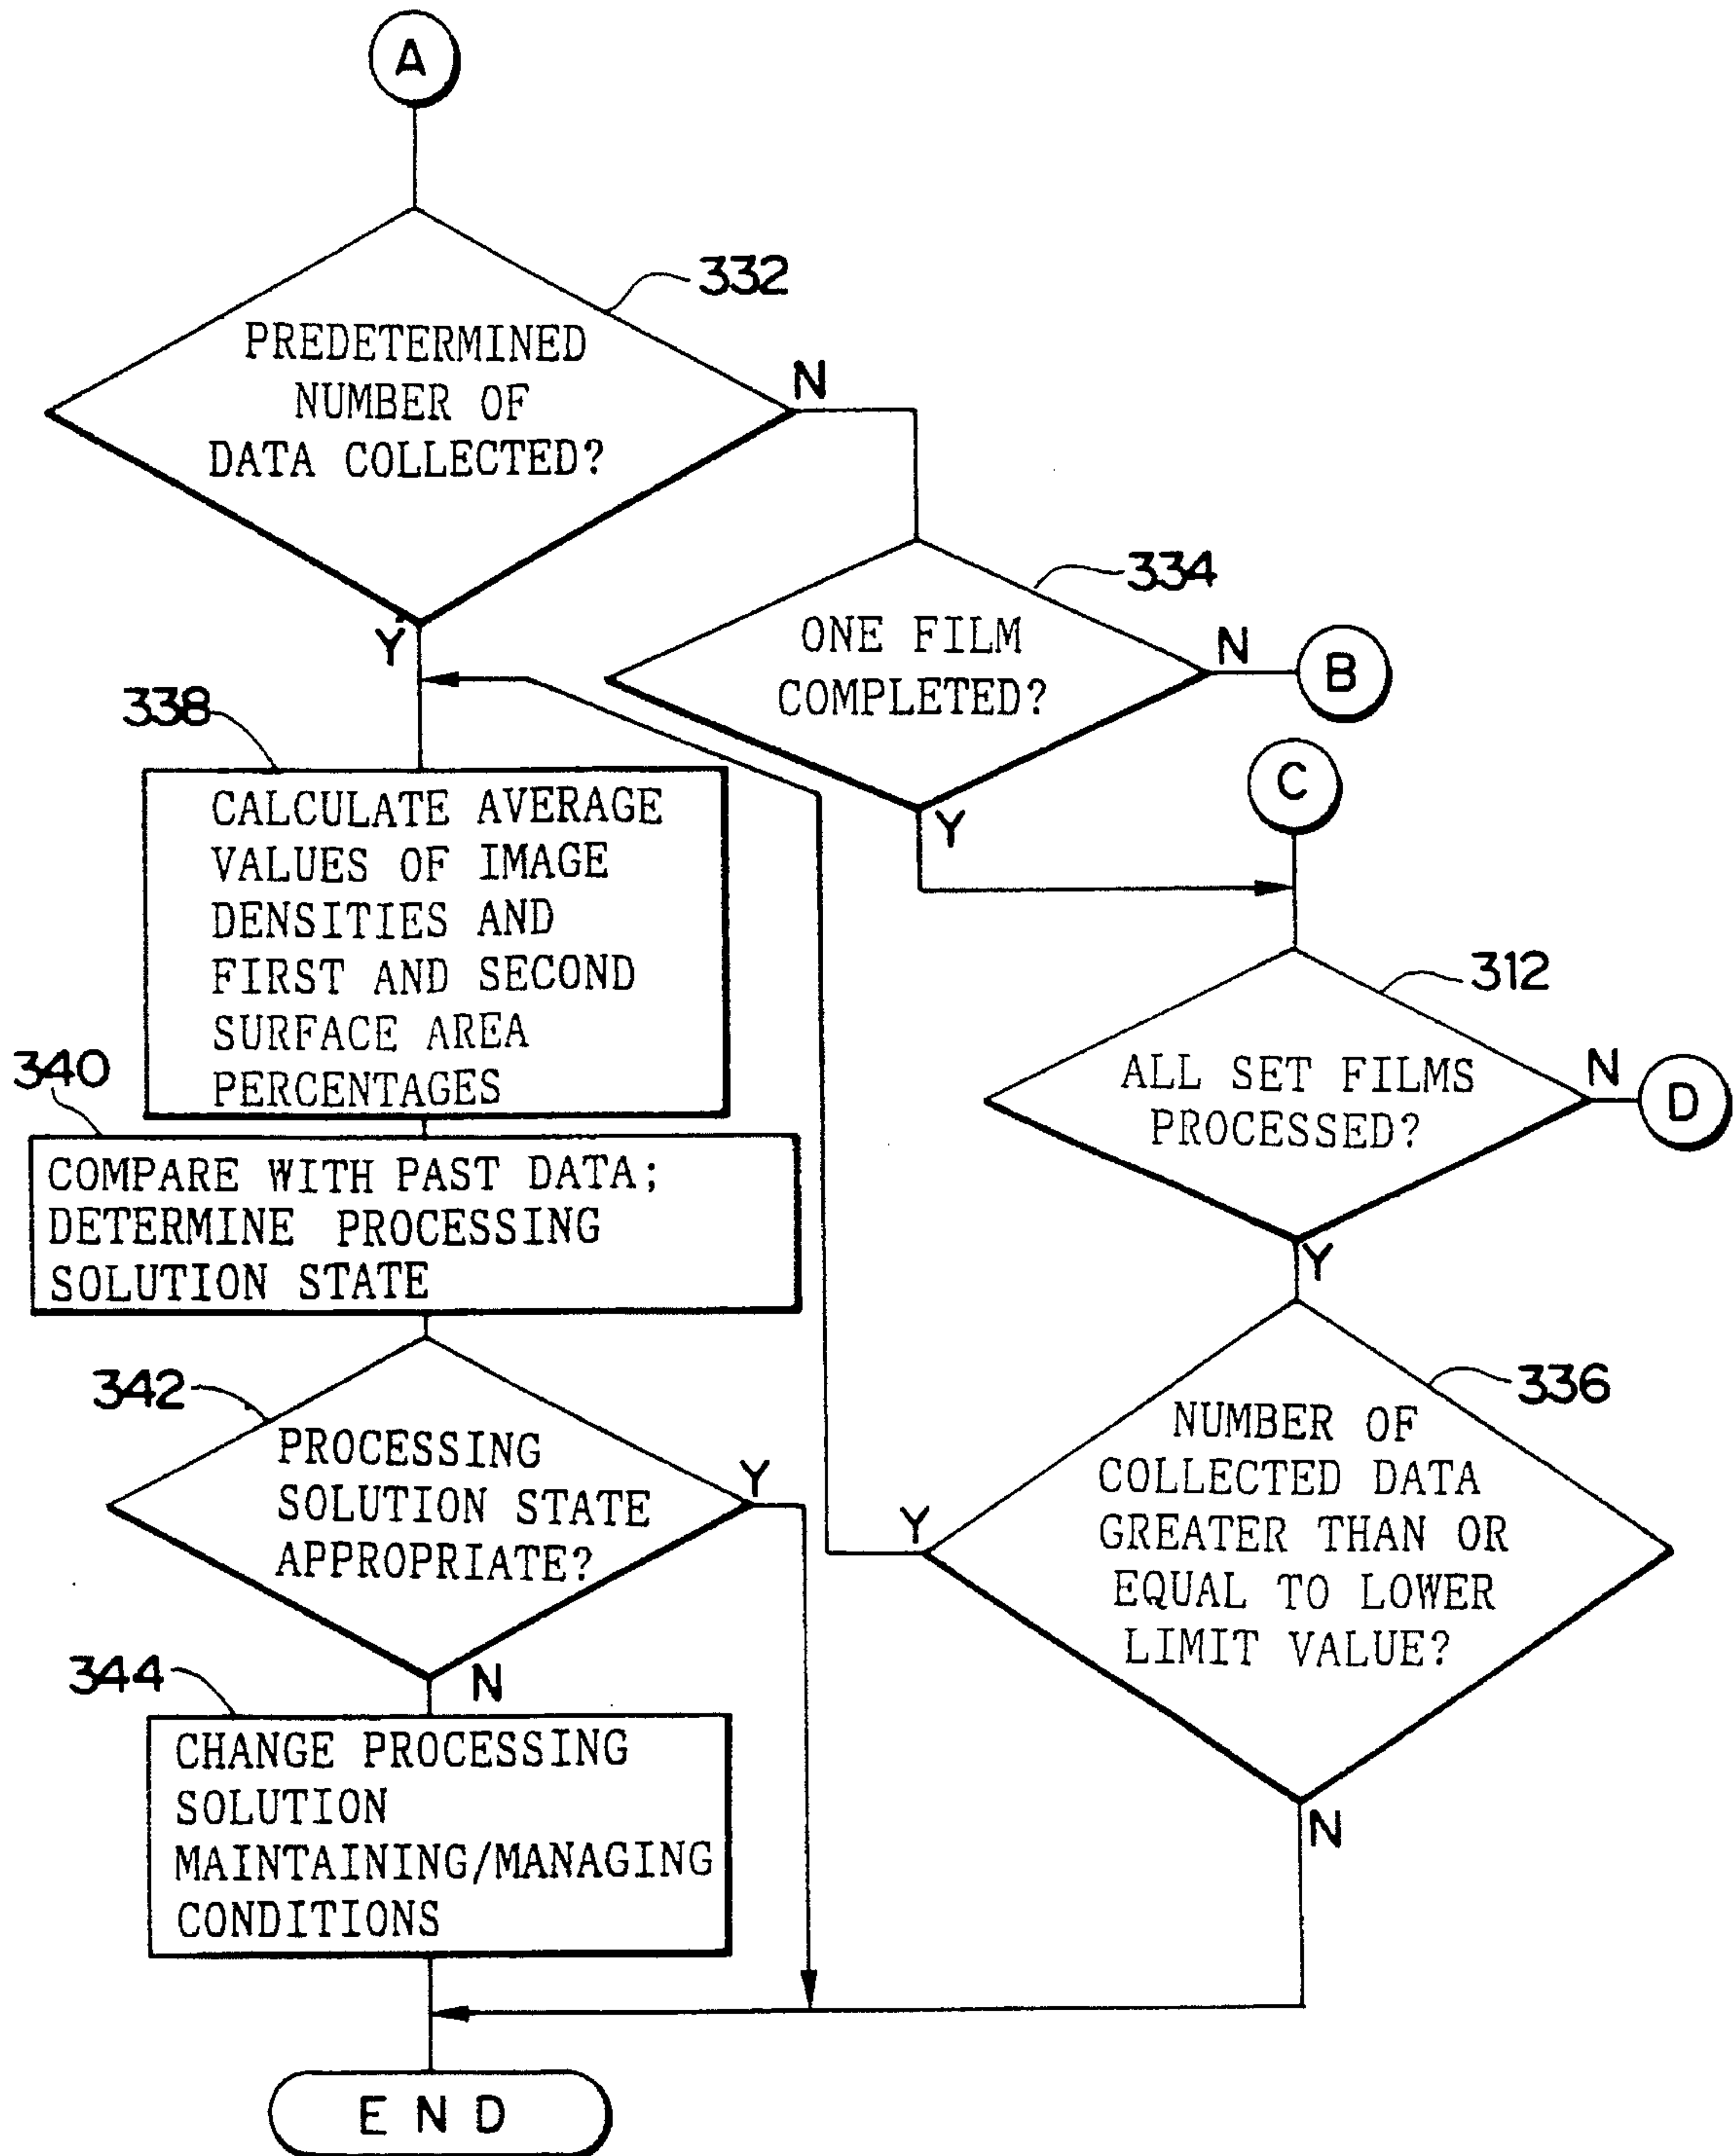 A
332
PREDETERMINED
NUMBER OF
DATA COLLECTED?
N
Y
334
ONE FILM
COMPLETED?
N
B
Y
338
CALCULATE AVERAGE
VALUES OF IMAGE
DENSITIES AND
FIRST AND SECOND
SURFACE AREA
PERCENTAGES
C
312
ALL SET FILMS
PROCESSED?
N
D
Y
340
COMPARE WITH PAST DATA;
DETERMINE PROCESSING
SOLUTION STATE
342
PROCESSING
SOLUTION STATE
APPROPRIATE?
Y
N
336
NUMBER OF
COLLECTED DATA
GREATER THAN OR
EQUAL TO LOWER
LIMIT VALUE?
Y
N
344
CHANGE PROCESSING
SOLUTION
MAINTAINING/MANAGING
CONDITIONS
END